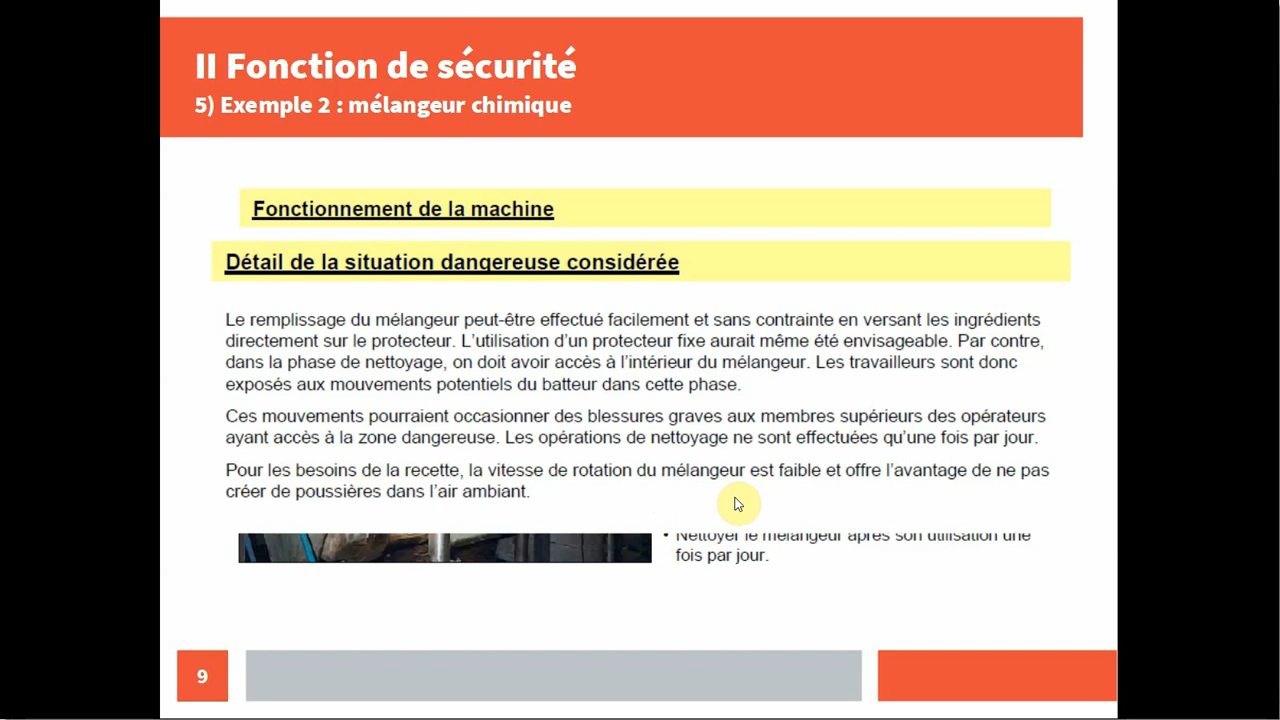 II Fonction de sécurité
5) Exemple 2 : mélangeur chimique
Fonctionnement de la machine
Détail de la situation dangereuse considérée
Le remplissage du mélangeur peut-être effectué facilement et sans contrainte en versant les ingrédients
directement sur le protecteur. L'utilisation d'un protecteur fixe aurait même été envisageable. Par contre,
dans la phase de nettoyage, on doit avoir accès à l'intérieur du mélangeur. Les travailleurs sont donc
exposés aux mouvements potentiels du batteur dans cette phase.
Ces mouvements pourraient occasionner des blessures graves aux membres supérieurs des opérateurs
ayant accès à la zone dangereuse. Les opérations de nettoyage ne sont effectuées qu'une fois par jour.
Pour les besoins de la recette, la vitesse de rotation du mélangeur est faible et offre l'avantage de ne pas
créer de poussières dans l'air ambiant.
• Nettoyer le mélangeur après son utilisation une
fois par jour.
9